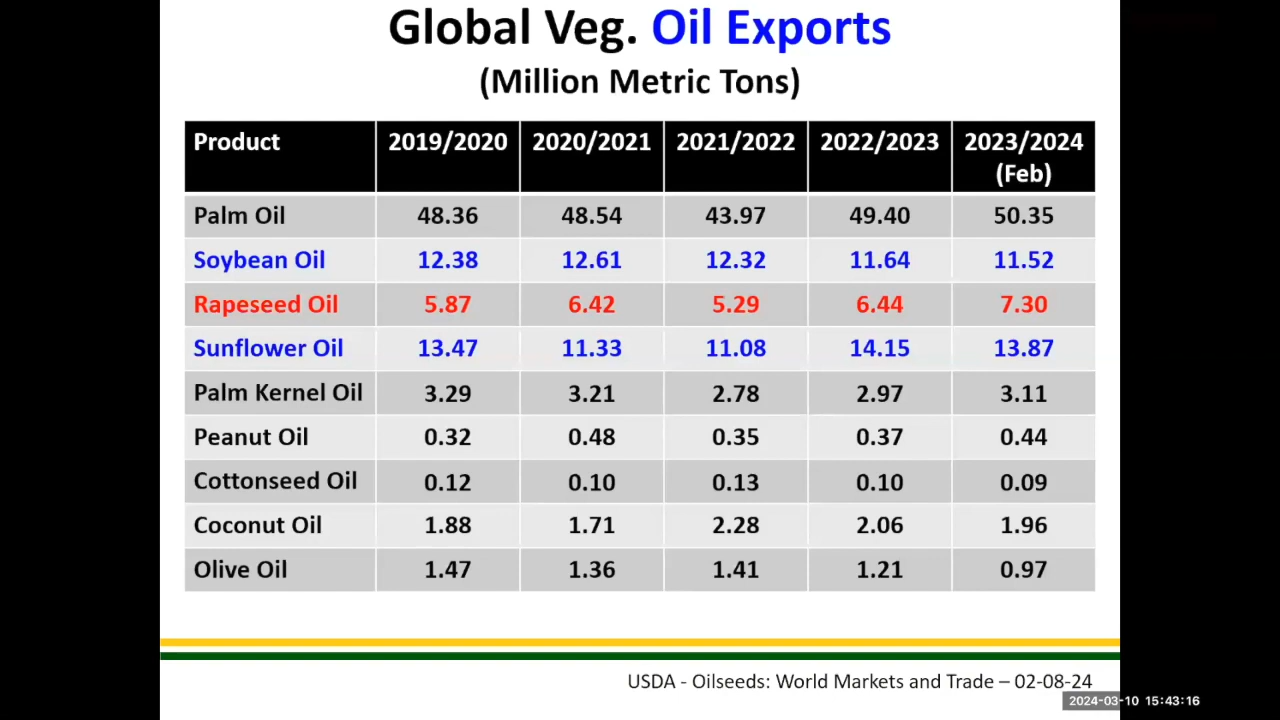 Global Veg. Oil Exports
(Million Metric Tons)
Product 2019/2020 2020/2021 2021/2022 2022/2023 2023/2024
(Feb)
Palm Oil 48.36 48.54 43.97 49.40 50.35
Soybean Oil 12.38 12.61 12.32 11.64 11.52
Rapeseed Oil 5.87 6.42 5.29 6.44 7.30
Sunflower Oil 13.47 11.33 11.08 14.15 13.87
Palm Kernel Oil 3.29 3.21 2.78 2.97 3.11
Peanut Oil 0.32 0.48 0.35 0.37 0.44
Cottonseed Oil 0.12 0.10 0.13 0.10 0.09
Coconut Oil 1.88 1.71 2.28 2.06 1.96
Olive Oil 1.47 1.36 1.41 1.21 0.97
USDA - Oilseeds: World Markets and Trade – 02-08-24
2024-03-10 15:43:16